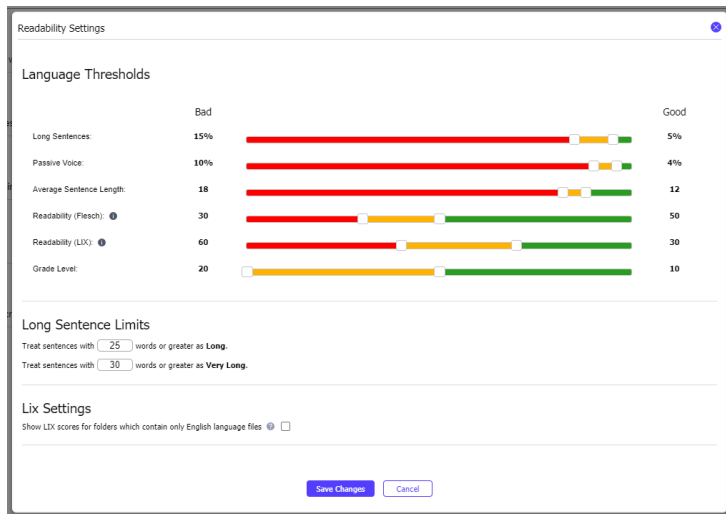 Readability Settings
Language Thresholds
Bad Good
Long Sentences: 15% 5%
Passive Voice: 10% 4%
Average Sentence Length: 18 12
Readability (Flesch): 30 50
Readability (LIX): 60 30
Grade Level: 20 10
Long Sentence Limits
Treat sentences with 25 words or greater as Long.
Treat sentences with 30 words or greater as Very Long.
Lix Settings
Show LIX scores for folders which contain only English language files ?
Save Changes Cancel